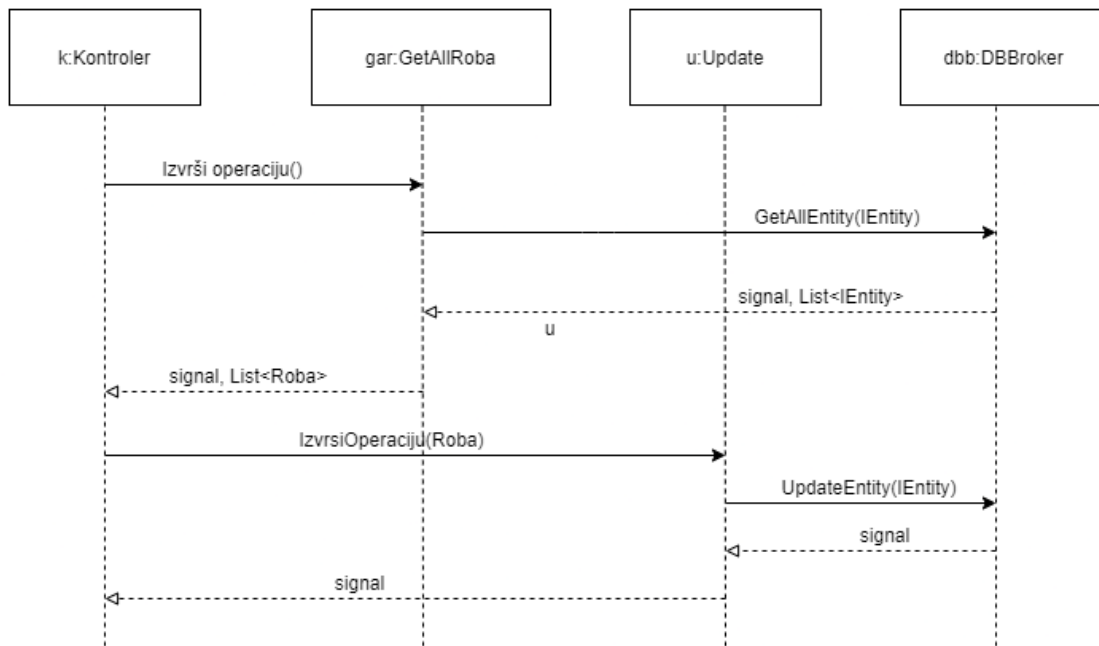 k:Kontroler
gar:GetAllRoba
u:Update
dbb:DBBroker
Izvrši operaciju()
GetAllEntity(IEntity)
signal, List<IEntity>
u
signal, List<Roba>
IzvrsiOperaciju(Roba)
UpdateEntity(IEntity)
signal
signal